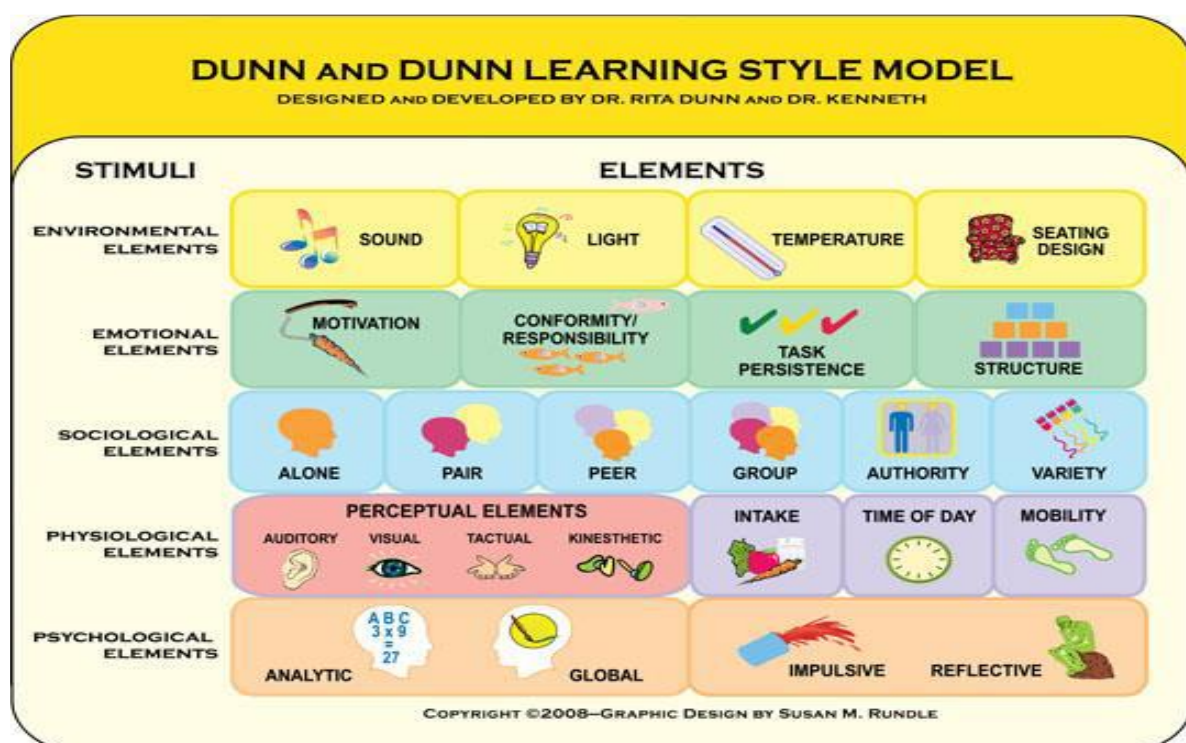 DUNN AND DUNN LEARNING STYLE MODEL
DESIGNED AND DEVELOPED BY DR. RITA DUNN AND DR. KENNETH
STIMULI
ELEMENTS
ENVIRONMENTAL
ELEMENTS
SOUND
LIGHT
TEMPERATURE
SEATING
DESIGN
EMOTIONAL
ELEMENTS
MOTIVATION
CONFORMITY/
RESPONSIBILITY
TASK
PERSISTENCE
STRUCTURE
SOCIOLOGICAL
ELEMENTS
ALONE
PAIR
PEER
GROUP
AUTHORITY
VARIETY
PHYSIOLOGICAL
ELEMENTS
PERCEPTUAL ELEMENTS
AUDITORY
VISUAL
TACTUAL
KINESTHETIC
INTAKE
TIME OF DAY
MOBILITY
PSYCHOLOGICAL
ELEMENTS
A B C
3 x 9
=
27
ANALYTIC
GLOBAL
IMPULSIVE
REFLECTIVE
COPYRIGHT ©2008–GRAPHIC DESIGN BY SUSAN M. RUNDLE